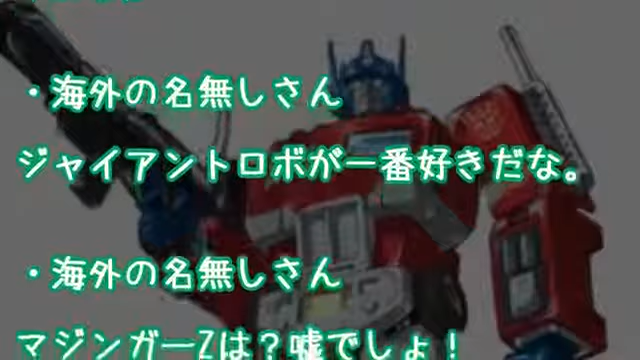 ・海外の名無しさん
ジャイアントロボが一番好きだな。
・海外の名無しさん
マジンガーZは？嘘でしょ！